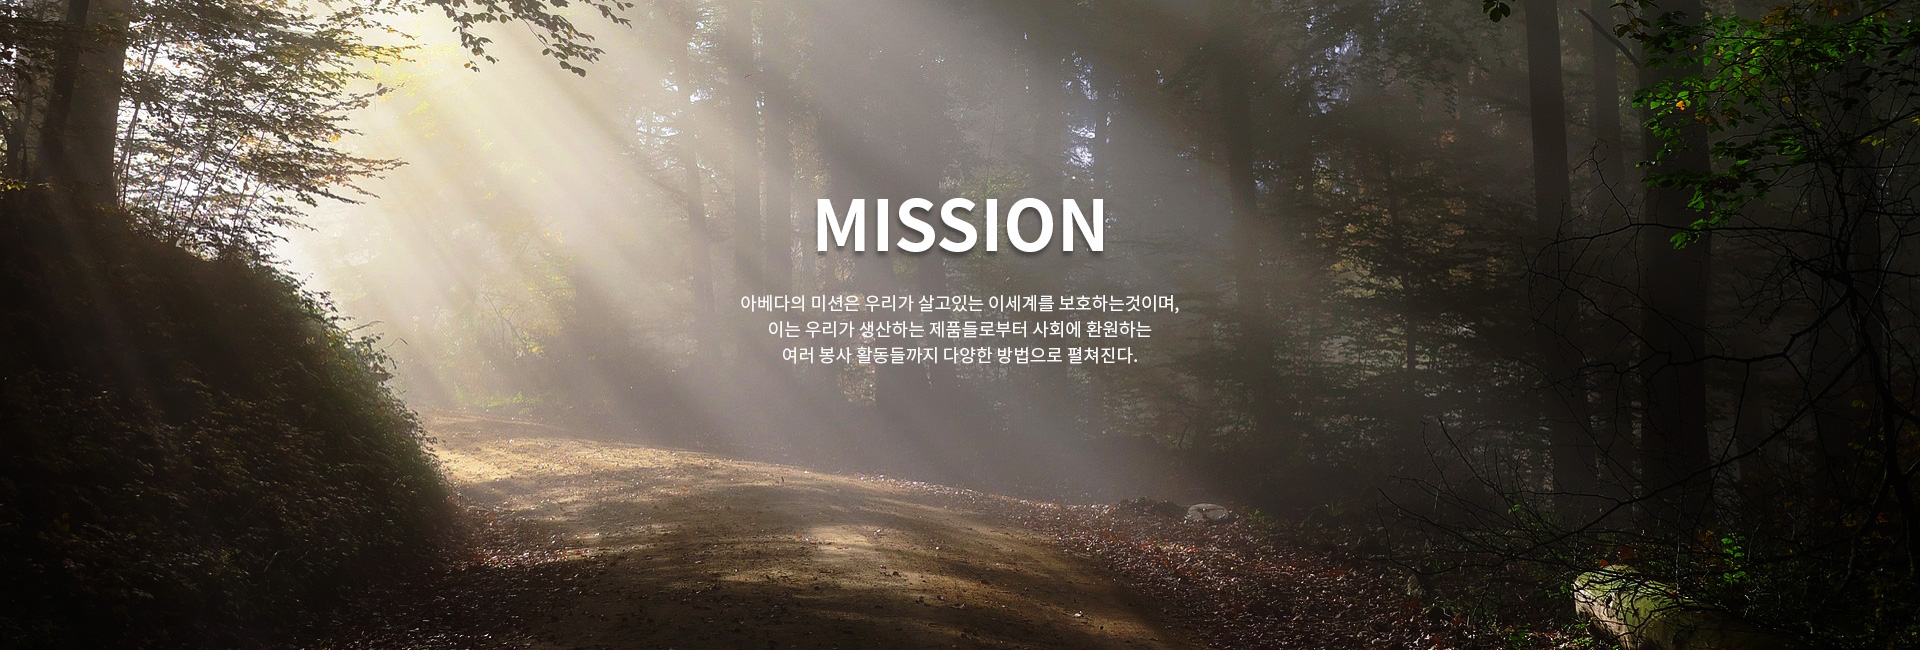 MISSION
아베다의 미션은 우리가 살고있는 이세계를 보호하는것이며,
이는 우리가 생산하는 제품들로부터 사회에 환원하는
여러 봉사 활동들까지 다양한 방법으로 펼쳐진다.